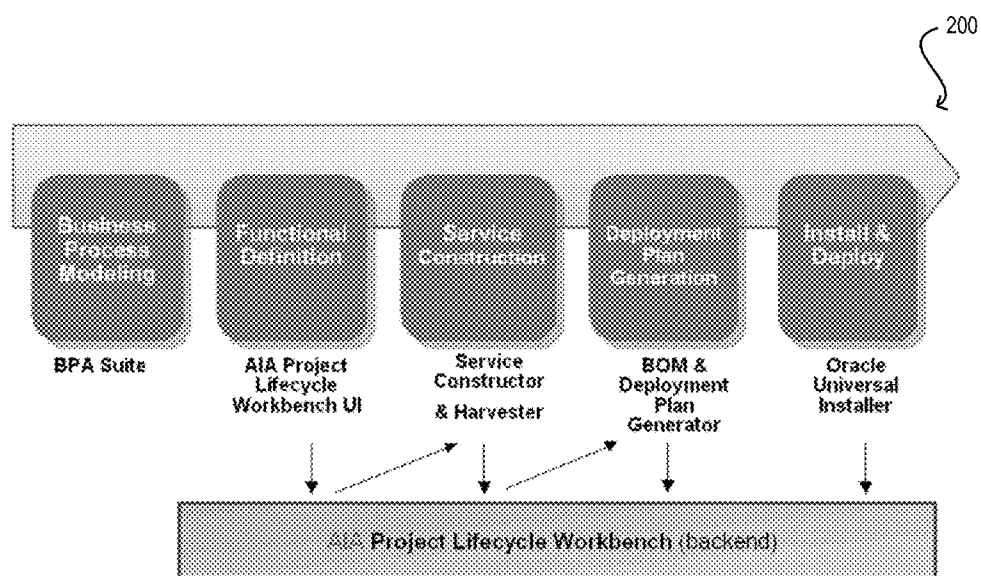 200
Business
Process
Modeling
Functional
Definition
Service
Construction
Deployment
Plan
Generation
Install &
Deploy
BPA Suite
AIA Project
Lifecycle
Workbench UI
Service
Constructor
& Harvester
BOM &
Deployment
Plan
Generator
Oracle
Universal
Installer
AIA Project Lifecycle Workbench (backend)